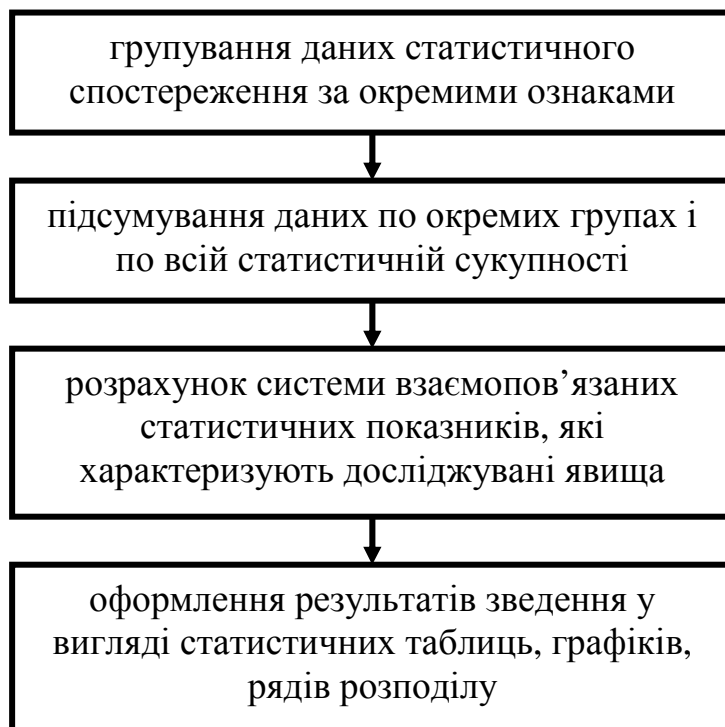 групування даних статистичного
спостереження за окремими ознаками
підсумування даних по окремих групах і
по всій статистичній сукупності
розрахунок системи взаємопов’язаних
статистичних показників, які
характеризують досліджувані явища
оформлення результатів зведення у
вигляді статистичних таблиць, графіків,
рядів розподілу